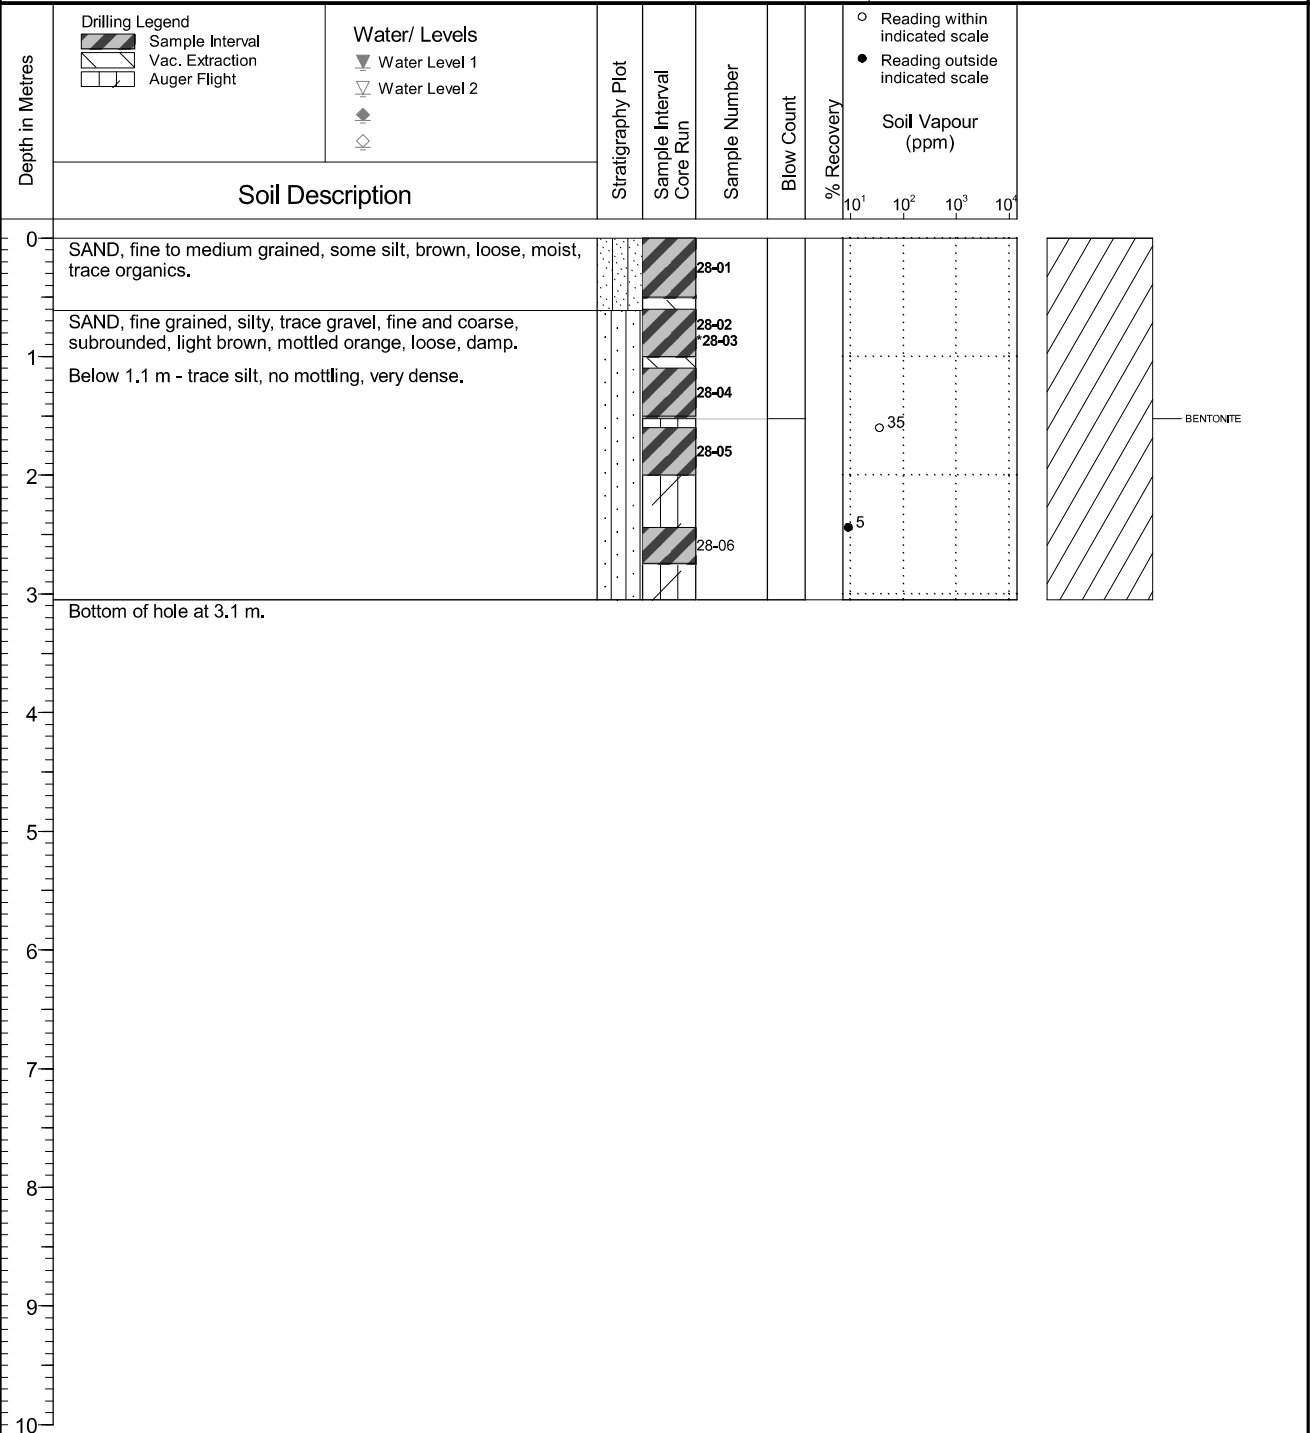 Drilling Legend
Sample Interval
Vac. Extraction
Auger Flight
Water/ Levels
Water Level 1
Water Level 2
Depth in Metres
Soil Description
Stratigraphy Plot
Sample Interval
Core Run
Sample Number
Blow Count
% Recovery
Reading within
indicated scale
Reading outside
indicated scale
Soil Vapour
(ppm)
10¹ 10² 10³ 10⁴
0
SAND, fine to medium grained, some silt, brown, loose, moist,
trace organics.
28-01
SAND, fine grained, silty, trace gravel, fine and coarse,
subrounded, light brown, mottled orange, loose, damp.
28-02
*28-03
1
Below 1.1 m - trace silt, no mottling, very dense.
28-04
35
BENTONITE
28-05
2
5
28-06
3
Bottom of hole at 3.1 m.
4
5
6
7
8
9
10